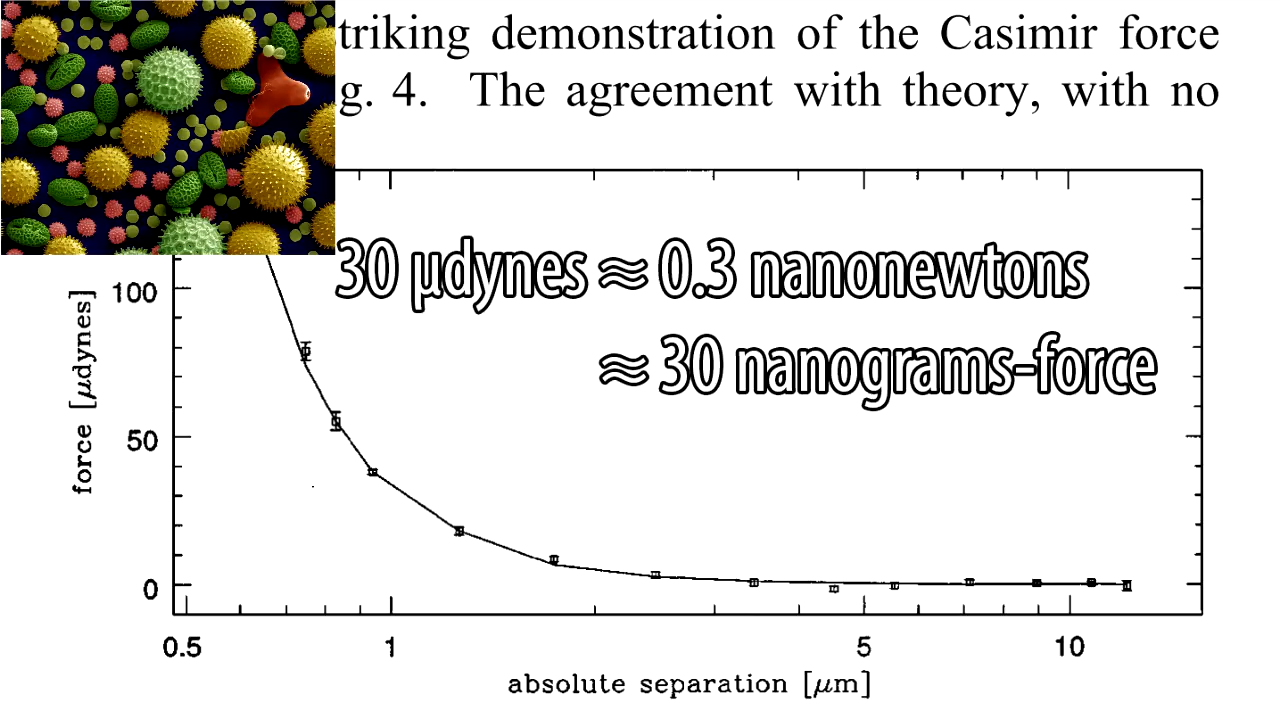 triking demonstration of the Casimir force
g. 4. The agreement with theory, with no
30 μdynes ≈ 0.3 nanonewtons
≈ 30 nanograms-force
100
50
0
force [μdynes]
0.5 1 5 10
absolute separation [μm]